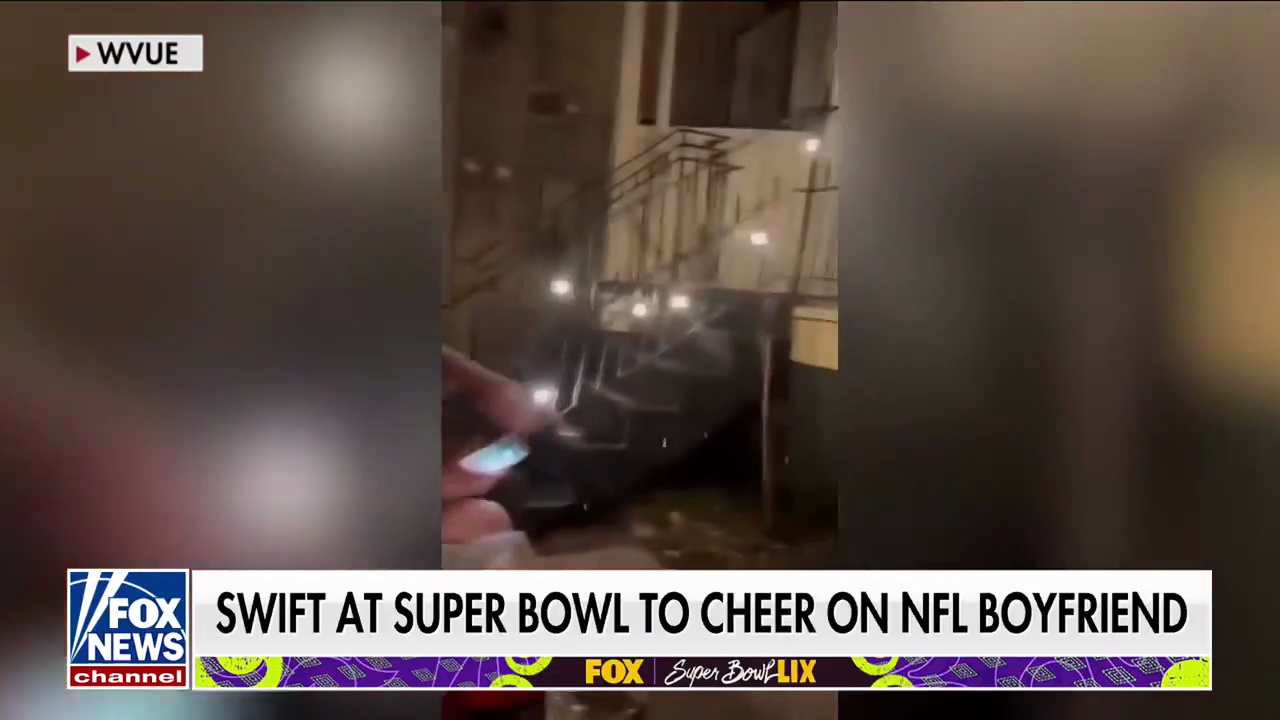 WVUE
FOX
NEWS
channel
SWIFT AT SUPER BOWL TO CHEER ON NFL BOYFRIEND
FOX Super Bowl LIX